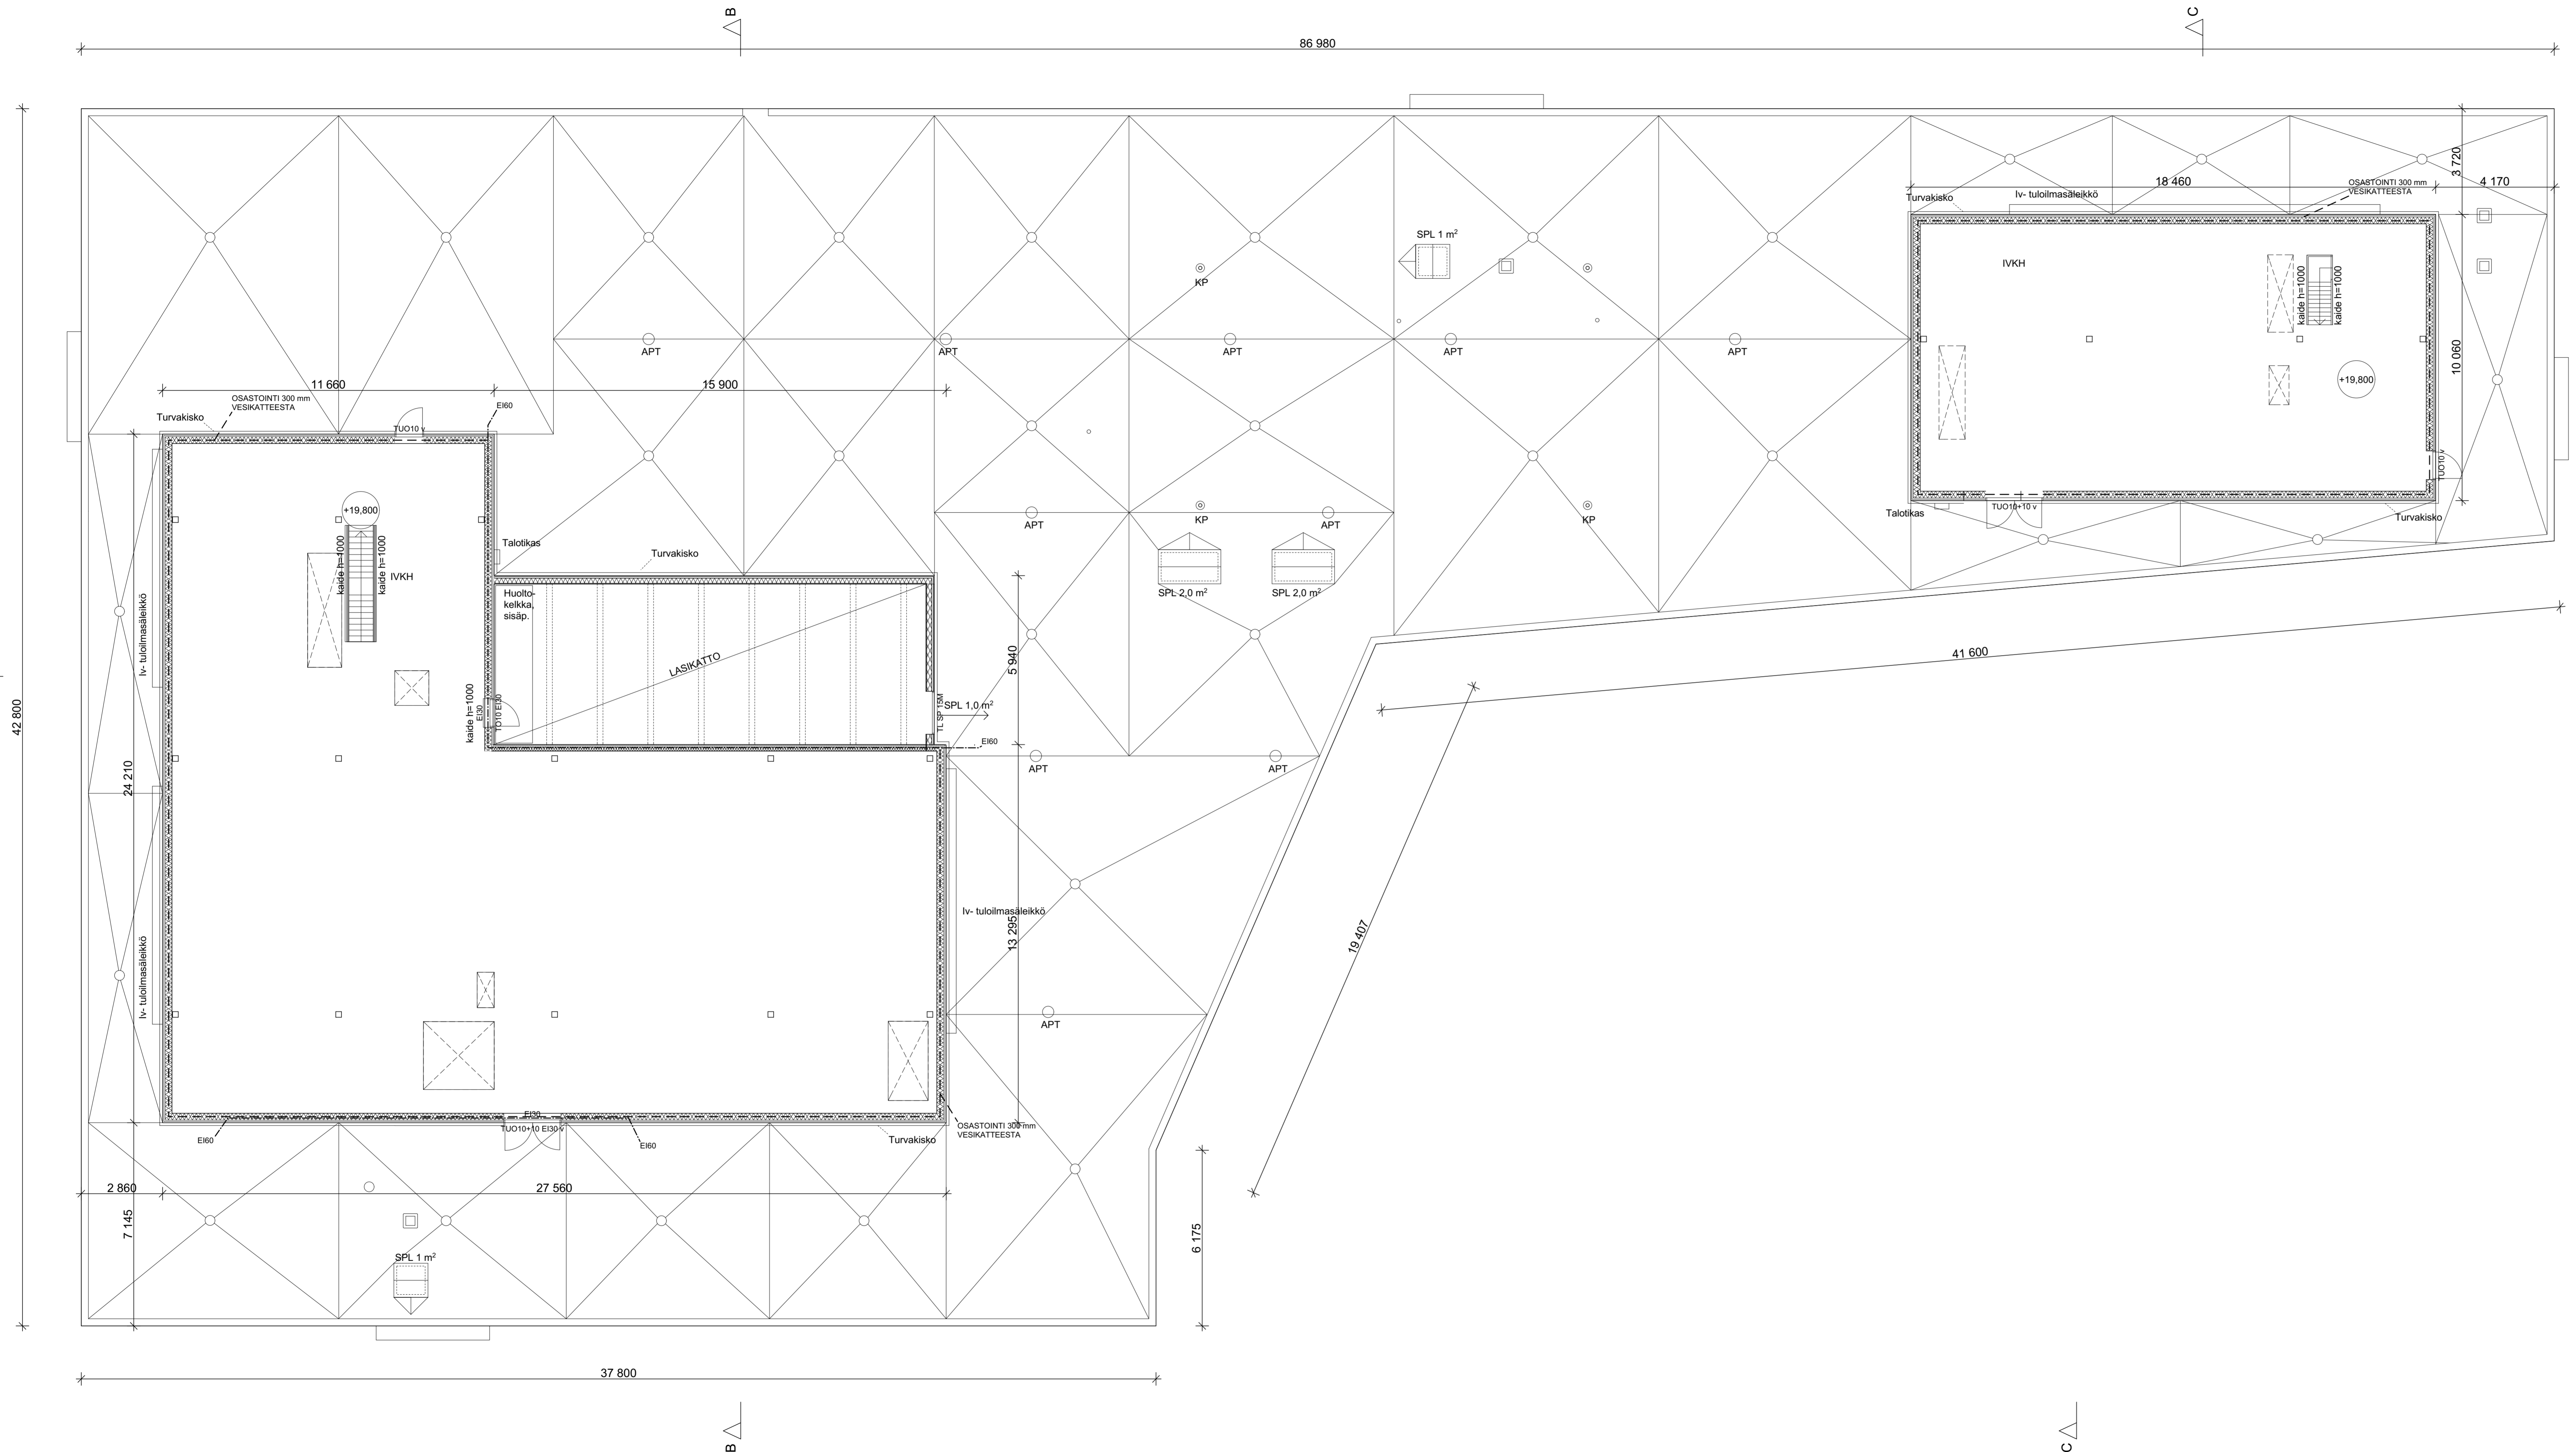 B
C
86 980
3 720
18 460
4 170
OSASTOINTI 300 mm
VESIKATTEESTA
Iv- tuloilmasäleikkö
Turvakisko
SPL 1 m²
KP
IVKH
kaide h=1000
kaide h=1000
10 060
+19,800
APT
APT
APT
APT
APT
11 660
15 900
OSASTOINTI 300 mm
VESIKATTEESTA
EI60
Turvakisko
TUO10 v
TUO10 v
+19,800
Talotikas
TUO10+10 v
Turvakisko
APT
KP
APT
KP
Talotikas
Turvakisko
kaide h=1000
kaide h=1000
IVKH
Iv- tuloilmasäleikkö
Huolto-
kelkka,
sisäp.
SPL 2,0 m²
SPL 2,0 m²
LASIKATTO
5 940
41 600
42 800
kaide h=1000
EI30
TO10 EI30
TL SP 15M
SPL 1,0 m²
EI60
24 210
APT
APT
Iv- tuloilmasäleikkö
Iv- tuloilmasäleikkö
13 295
19 407
APT
EI30
TUO10+10 EI30 v
EI60
EI60
OSASTOINTI 300 mm
VESIKATTEESTA
Turvakisko
2 860
27 560
7 145
6 175
SPL 1 m²
37 800
B
C